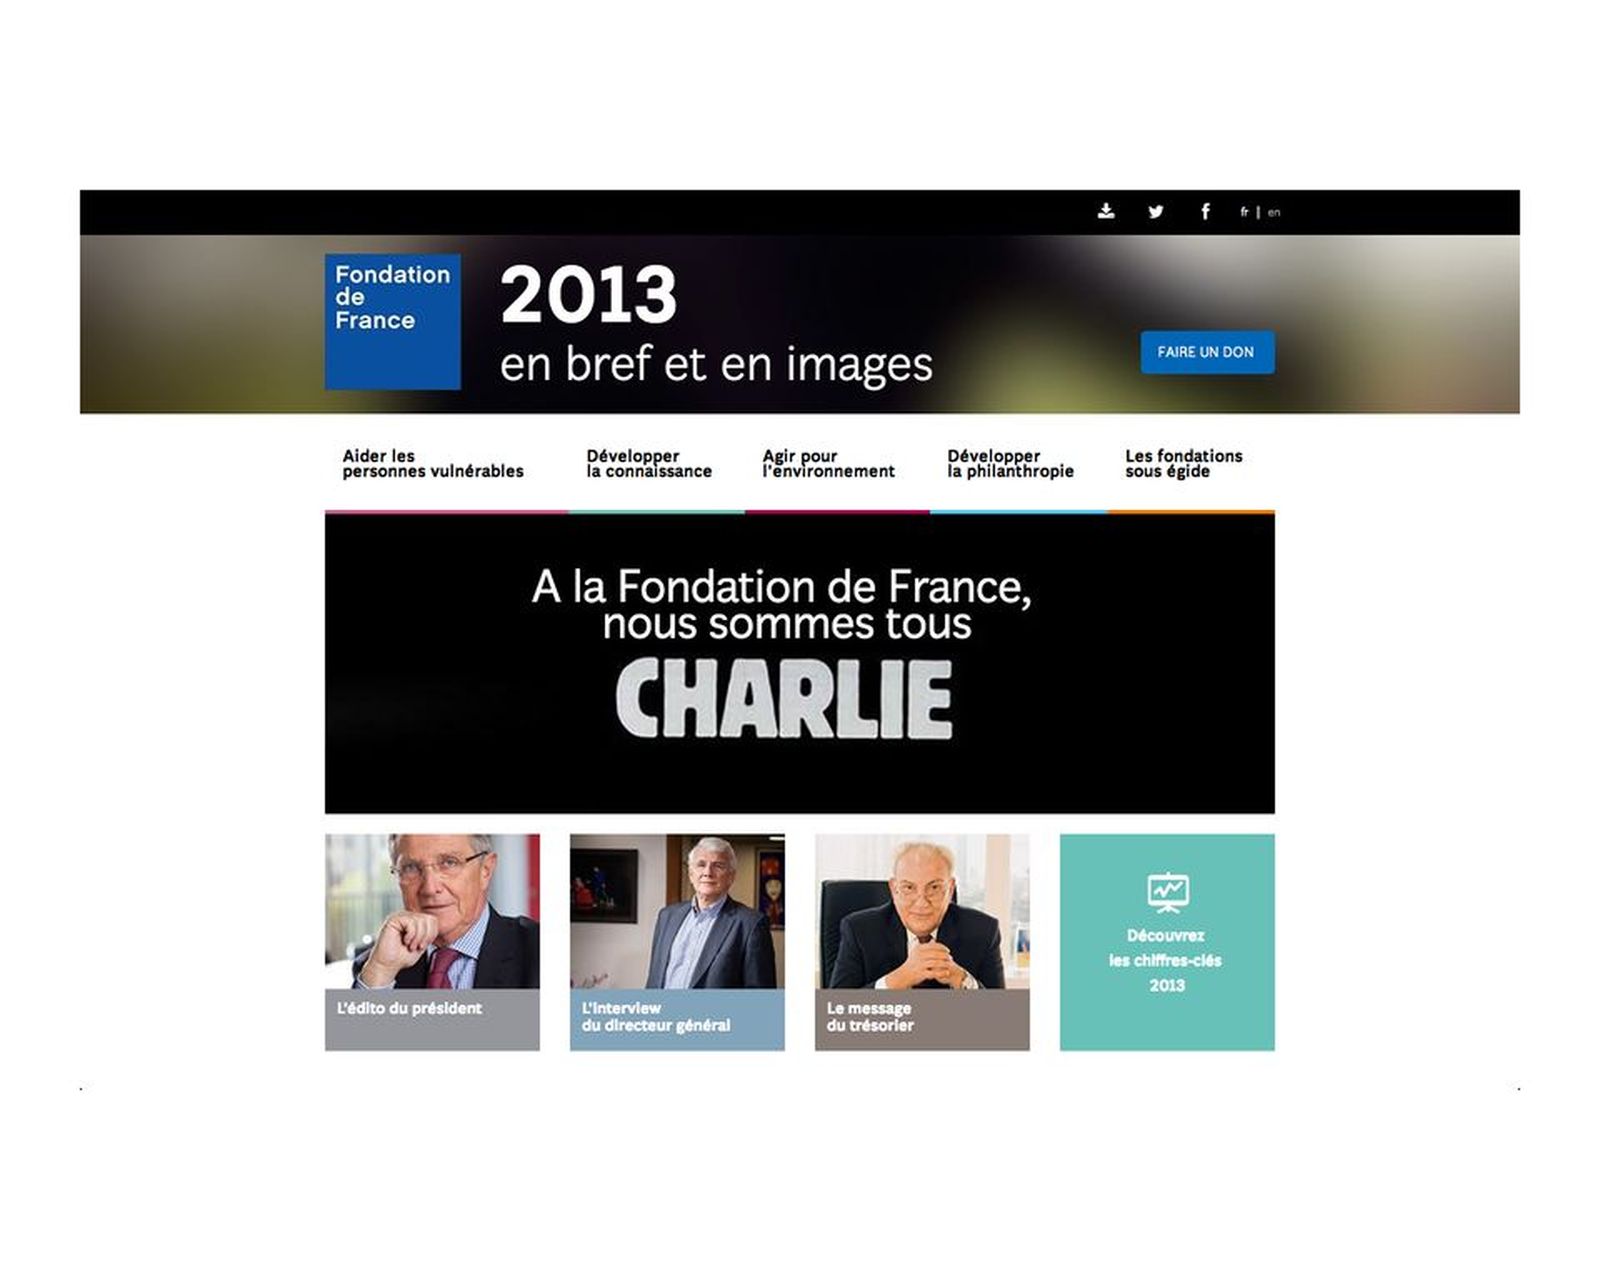 fr | en
Fondation
de
France
2013
en bref et en images
FAIRE UN DON
Aider les
personnes vulnérables
Développer
la connaissance
Agir pour
l'environnement
Développer
la philanthropie
Les fondations
sous égide
A la Fondation de France,
nous sommes tous
CHARLIE
L'édito du président
L'interview
du directeur général
Le message
du trésorier
Découvrez
les chiffres-clés
2013